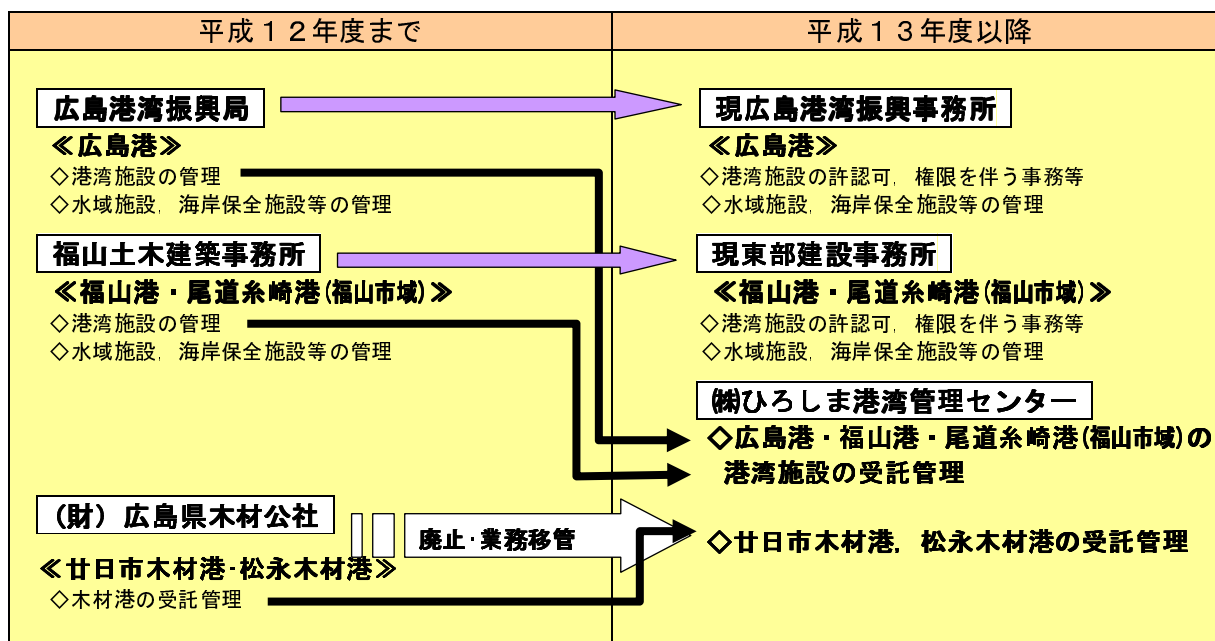 平成１２年度まで
平成１３年度以降
広島港湾振興局
≪広島港≫
◇港湾施設の管理
◇水域施設，海岸保全施設等の管理
福山土木建築事務所
≪福山港・尾道糸崎港(福山市域)≫
◇港湾施設の管理
◇水域施設，海岸保全施設等の管理
(財）広島県木材公社
≪廿日市木材港･松永木材港≫
◇木材港の受託管理
廃止･業務移管
現広島港湾振興事務所
≪広島港≫
◇港湾施設の許認可，権限を伴う事務等
◇水域施設，海岸保全施設等の管理
現東部建設事務所
≪福山港・尾道糸崎港(福山市域)≫
◇港湾施設の許認可，権限を伴う事務等
◇水域施設，海岸保全施設等の管理
㈱ひろしま港湾管理センター
◇広島港・福山港・尾道糸崎港(福山市域)の
港湾施設の受託管理
◇廿日市木材港，松永木材港の受託管理